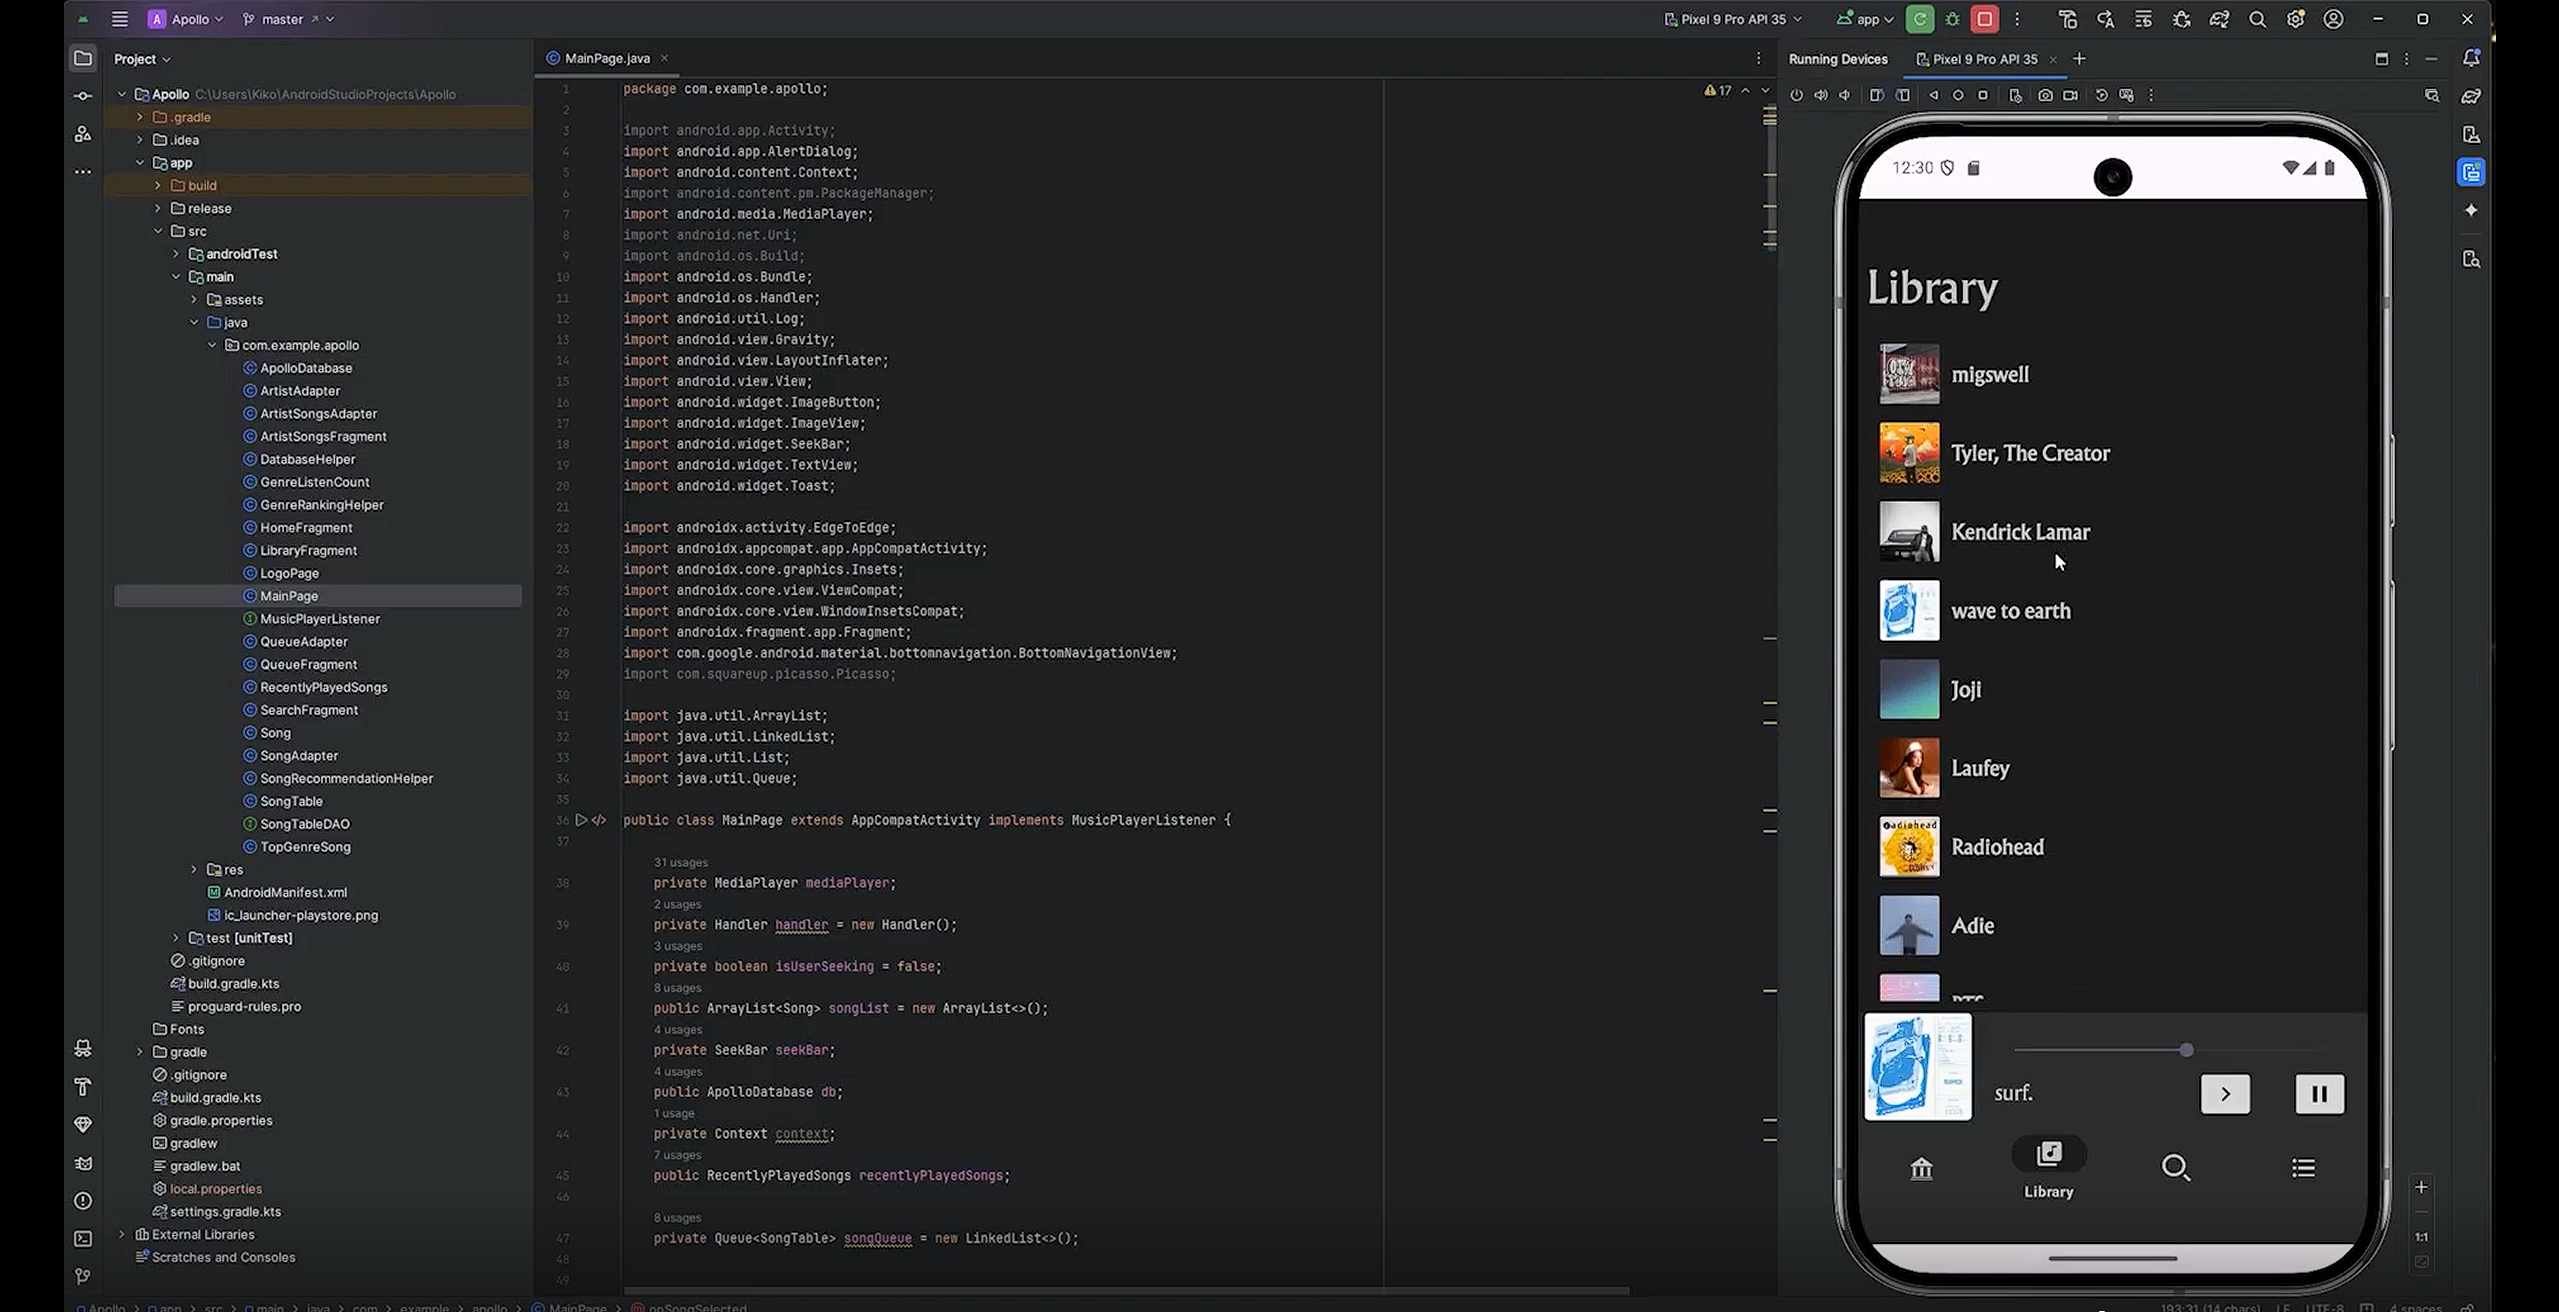 Apollo
master
Pixel 9 Pro API 35
app
Project
Apollo C:\Users\Kiko\AndroidStudioProjects\Apollo
.gradle
.idea
app
build
release
src
androidTest
main
assets
java
com.example.apollo
ApolloDatabase
ArtistAdapter
ArtistSongsAdapter
ArtistSongsFragment
DatabaseHelper
GenreListenCount
GenreRankingHelper
HomeFragment
LibraryFragment
LogoPage
MainPage
MusicPlayerListener
QueueAdapter
QueueFragment
RecentlyPlayedSongs
SearchFragment
Song
SongAdapter
SongRecommendationHelper
SongTable
SongTableDAO
TopGenreSong
res
AndroidManifest.xml
ic_launcher-playstore.png
test [unitTest]
.gitignore
build.gradle.kts
proguard-rules.pro
Fonts
gradle
.gitignore
build.gradle.kts
gradle.properties
gradlew
gradlew.bat
local.properties
settings.gradle.kts
External Libraries
Scratches and Consoles
MainPage.java
17
1 package com.example.apollo;
2
3 import android.app.Activity;
4 import android.app.AlertDialog;
5 import android.content.Context;
6 import android.content.pm.PackageManager;
7 import android.media.MediaPlayer;
8 import android.net.Uri;
9 import android.os.Build;
10 import android.os.Bundle;
11 import android.os.Handler;
12 import android.util.Log;
13 import android.view.Gravity;
14 import android.view.LayoutInflater;
15 import android.view.View;
16 import android.widget.ImageButton;
17 import android.widget.ImageView;
18 import android.widget.SeekBar;
19 import android.widget.TextView;
20 import android.widget.Toast;
21
22 import androidx.activity.EdgeToEdge;
23 import androidx.appcompat.app.AppCompatActivity;
24 import androidx.core.graphics.Insets;
25 import androidx.core.view.ViewCompat;
26 import androidx.core.view.WindowInsetsCompat;
27 import androidx.fragment.app.Fragment;
28 import com.google.android.material.bottomnavigation.BottomNavigationView;
29 import com.squareup.picasso.Picasso;
30
31 import java.util.ArrayList;
32 import java.util.LinkedList;
33 import java.util.List;
34 import java.util.Queue;
35
36 public class MainPage extends AppCompatActivity implements MusicPlayerListener {
37
31 usages
38 private MediaPlayer mediaPlayer;
2 usages
39 private Handler handler = new Handler();
3 usages
40 private boolean isUserSeeking = false;
8 usages
41 public ArrayList<Song> songList = new ArrayList<>();
4 usages
42 private SeekBar seekBar;
4 usages
43 public ApolloDatabase db;
1 usage
44 private Context context;
7 usages
45 public RecentlyPlayedSongs recentlyPlayedSongs;
46
8 usages
47 private Queue<SongTable> songQueue = new LinkedList<>();
48
49
Running Devices
Pixel 9 Pro API 35
12:30
Library
migswell
Tyler, The Creator
Kendrick Lamar
wave to earth
Joji
Laufey
radiohead
Radiohead
Adie
BTS
surf.
Library
1:1
Apollo > app > src > main > java > com > example > apollo > MainPage > onSongSelected
193:31 (14 chars) LF UTF-8 4 spaces